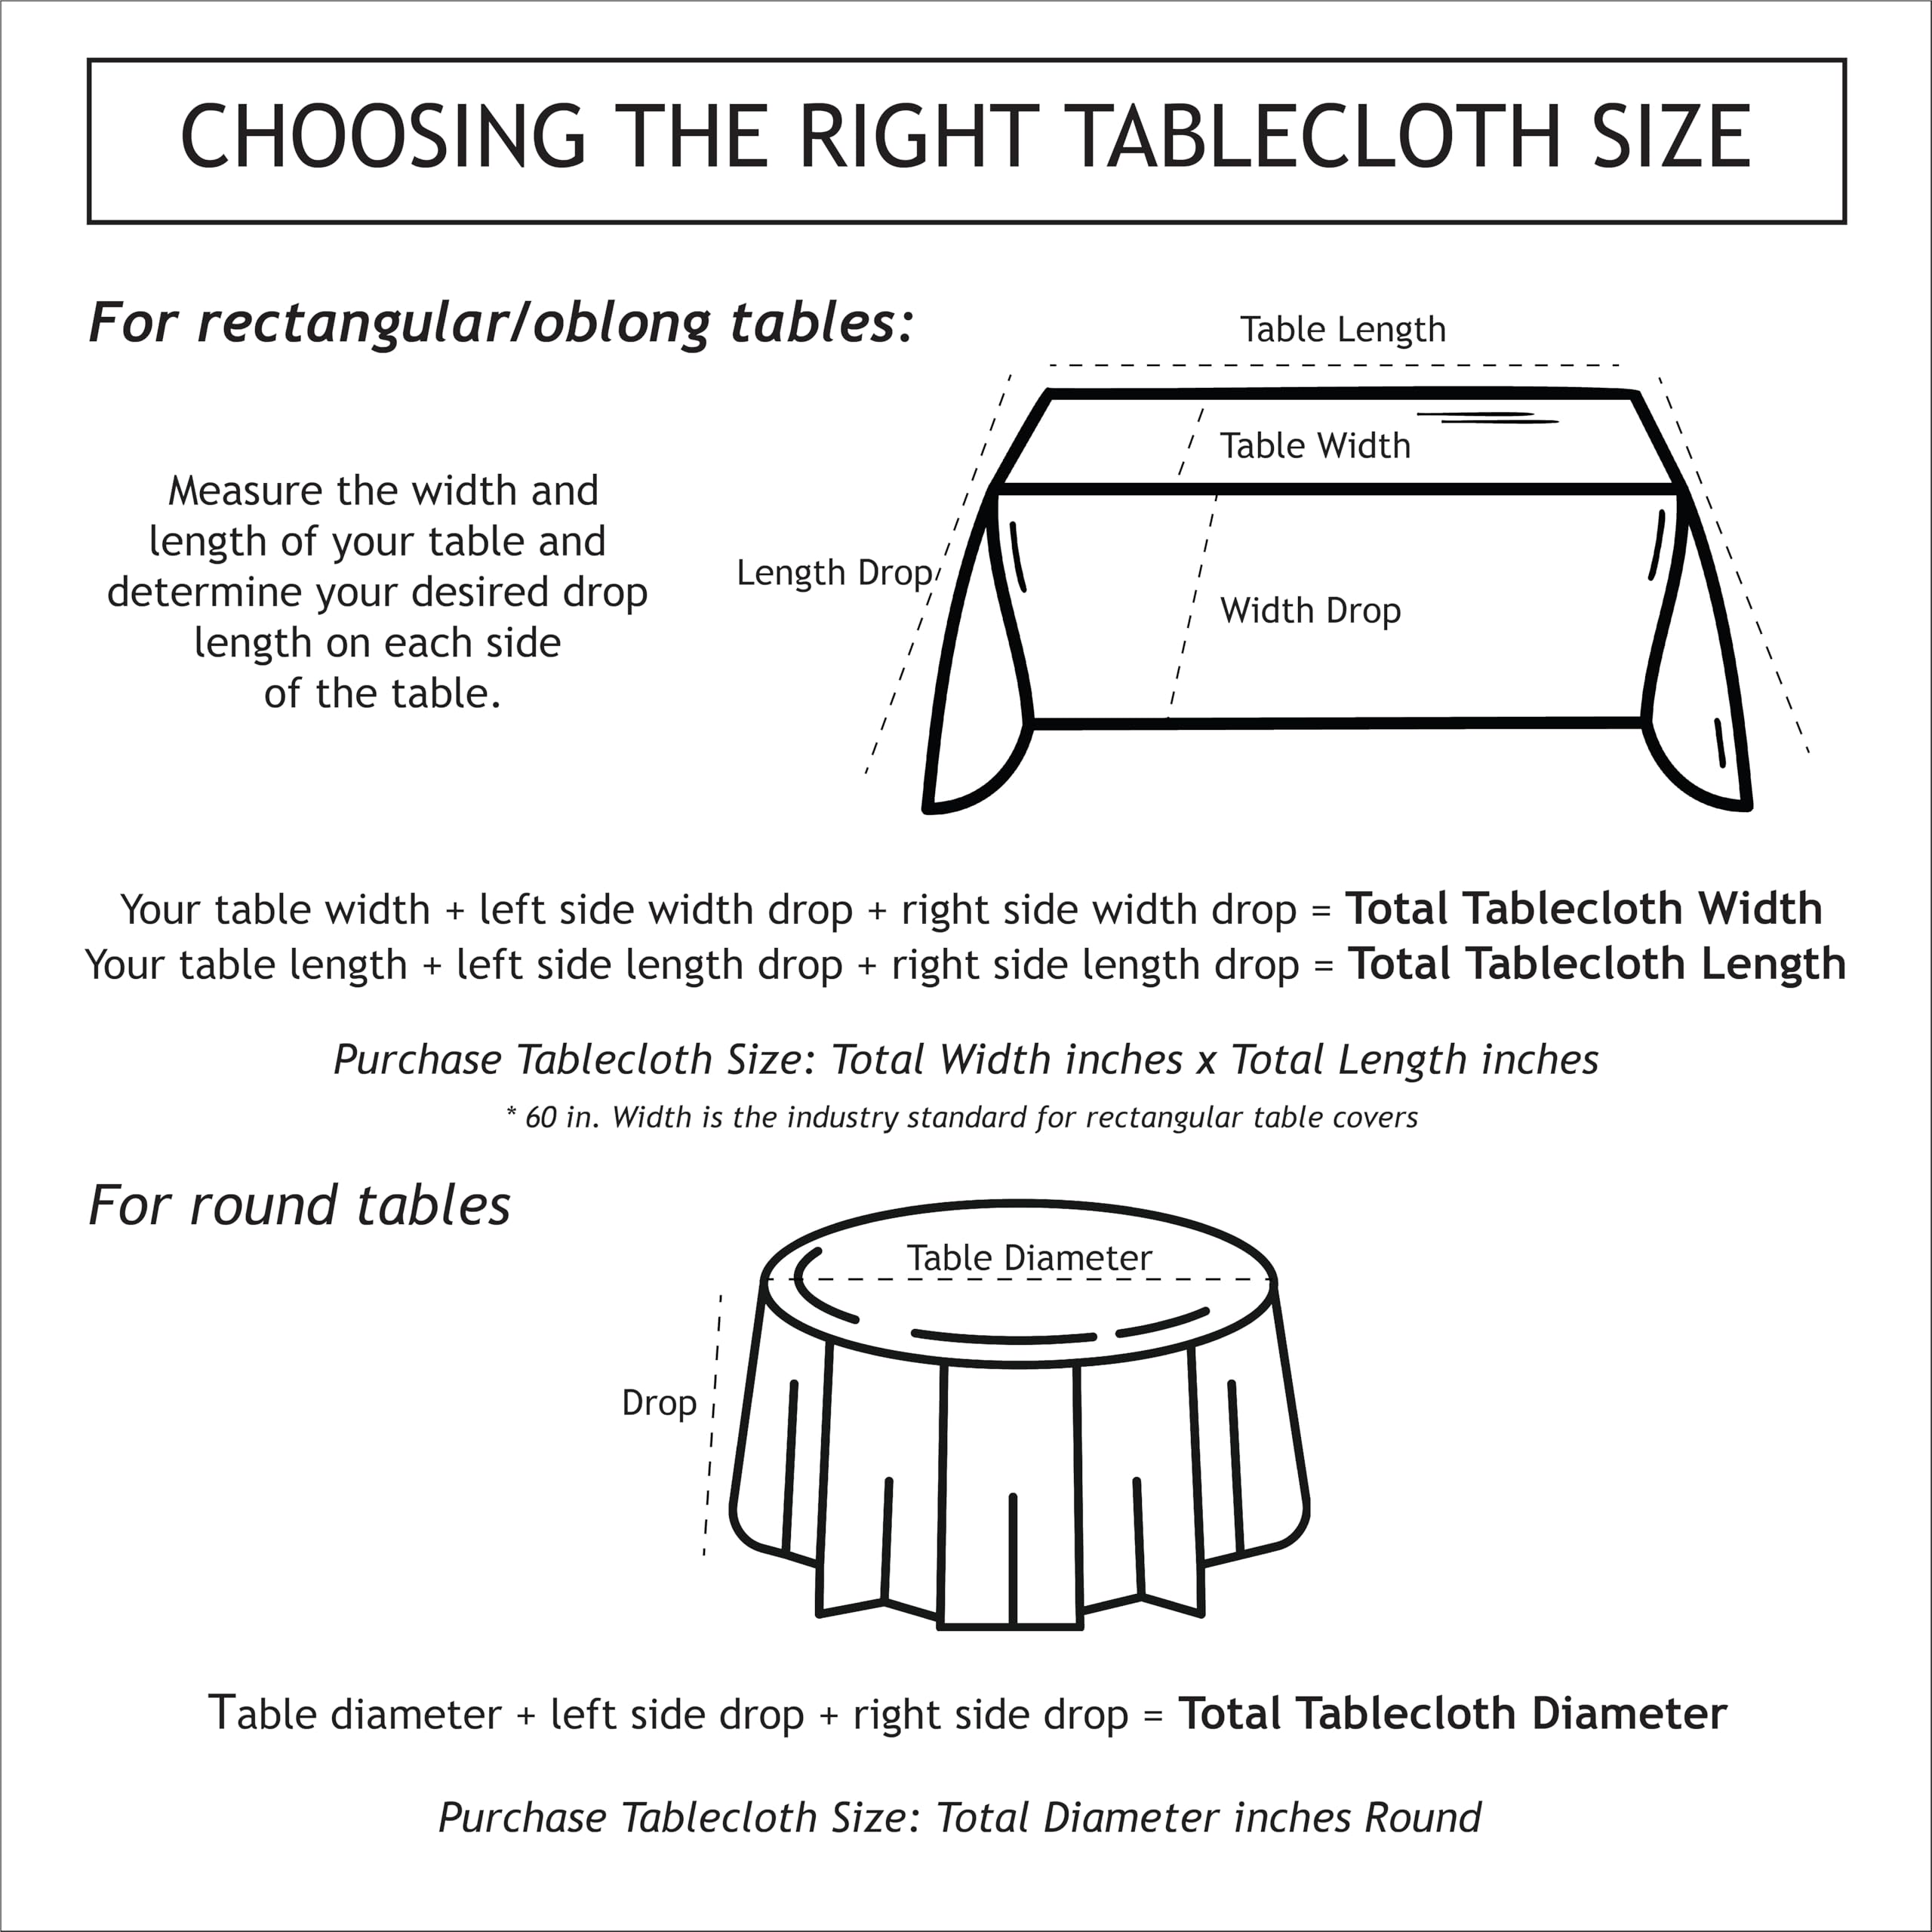 CHOOSING THE RIGHT TABLECLOTH SIZE
For rectangular/oblong tables:
Table Length
Table Width
Measure the width and
length of your table and
determine your desired drop
length on each side
of the table.
Length Drop
Width Drop
Your table width + left side width drop + right side width drop = Total Tablecloth Width
Your table length + left side length drop + right side length drop = Total Tablecloth Length
Purchase Tablecloth Size: Total Width inches x Total Length inches
* 60 in. Width is the industry standard for rectangular table covers
For round tables
Table Diameter
Drop
Table diameter + left side drop + right side drop = Total Tablecloth Diameter
Purchase Tablecloth Size: Total Diameter inches Round